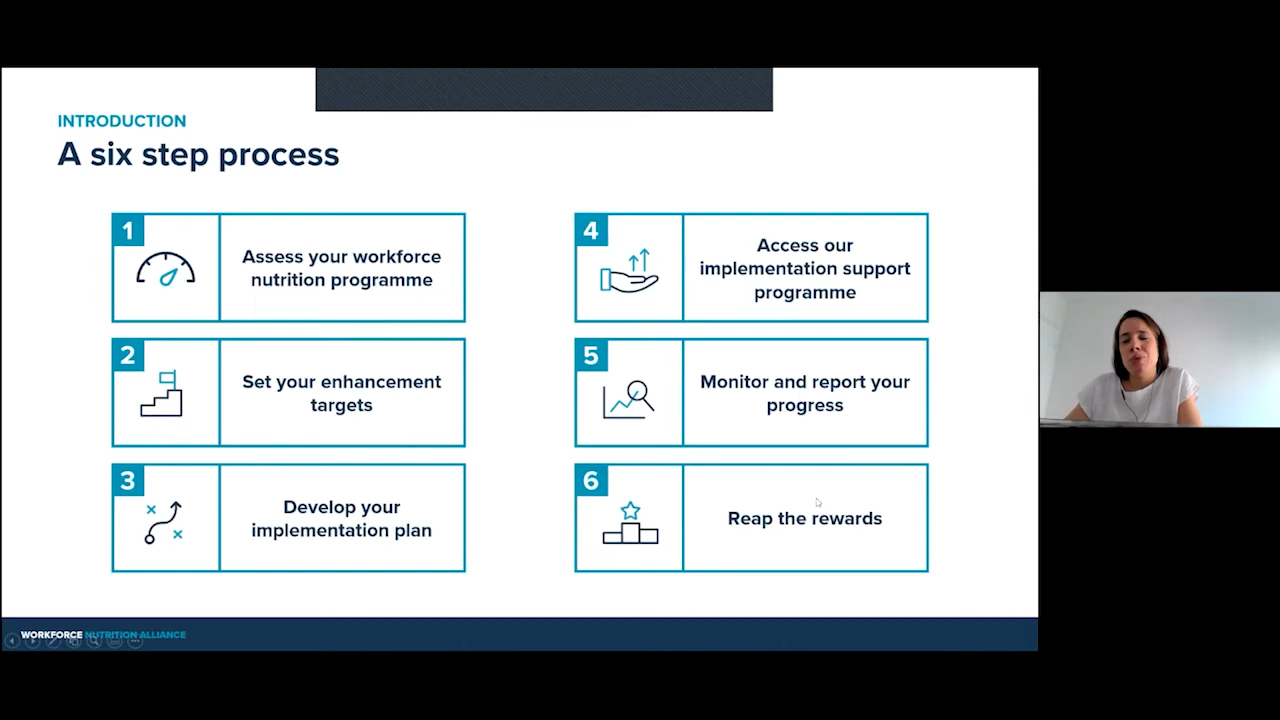 INTRODUCTION
A six step process
1
Assess your workforce
nutrition programme
2
Set your enhancement
targets
3
Develop your
implementation plan
4
Access our
implementation support
programme
5
Monitor and report your
progress
6
Reap the rewards
WORKFORCE NUTRITION ALLIANCE